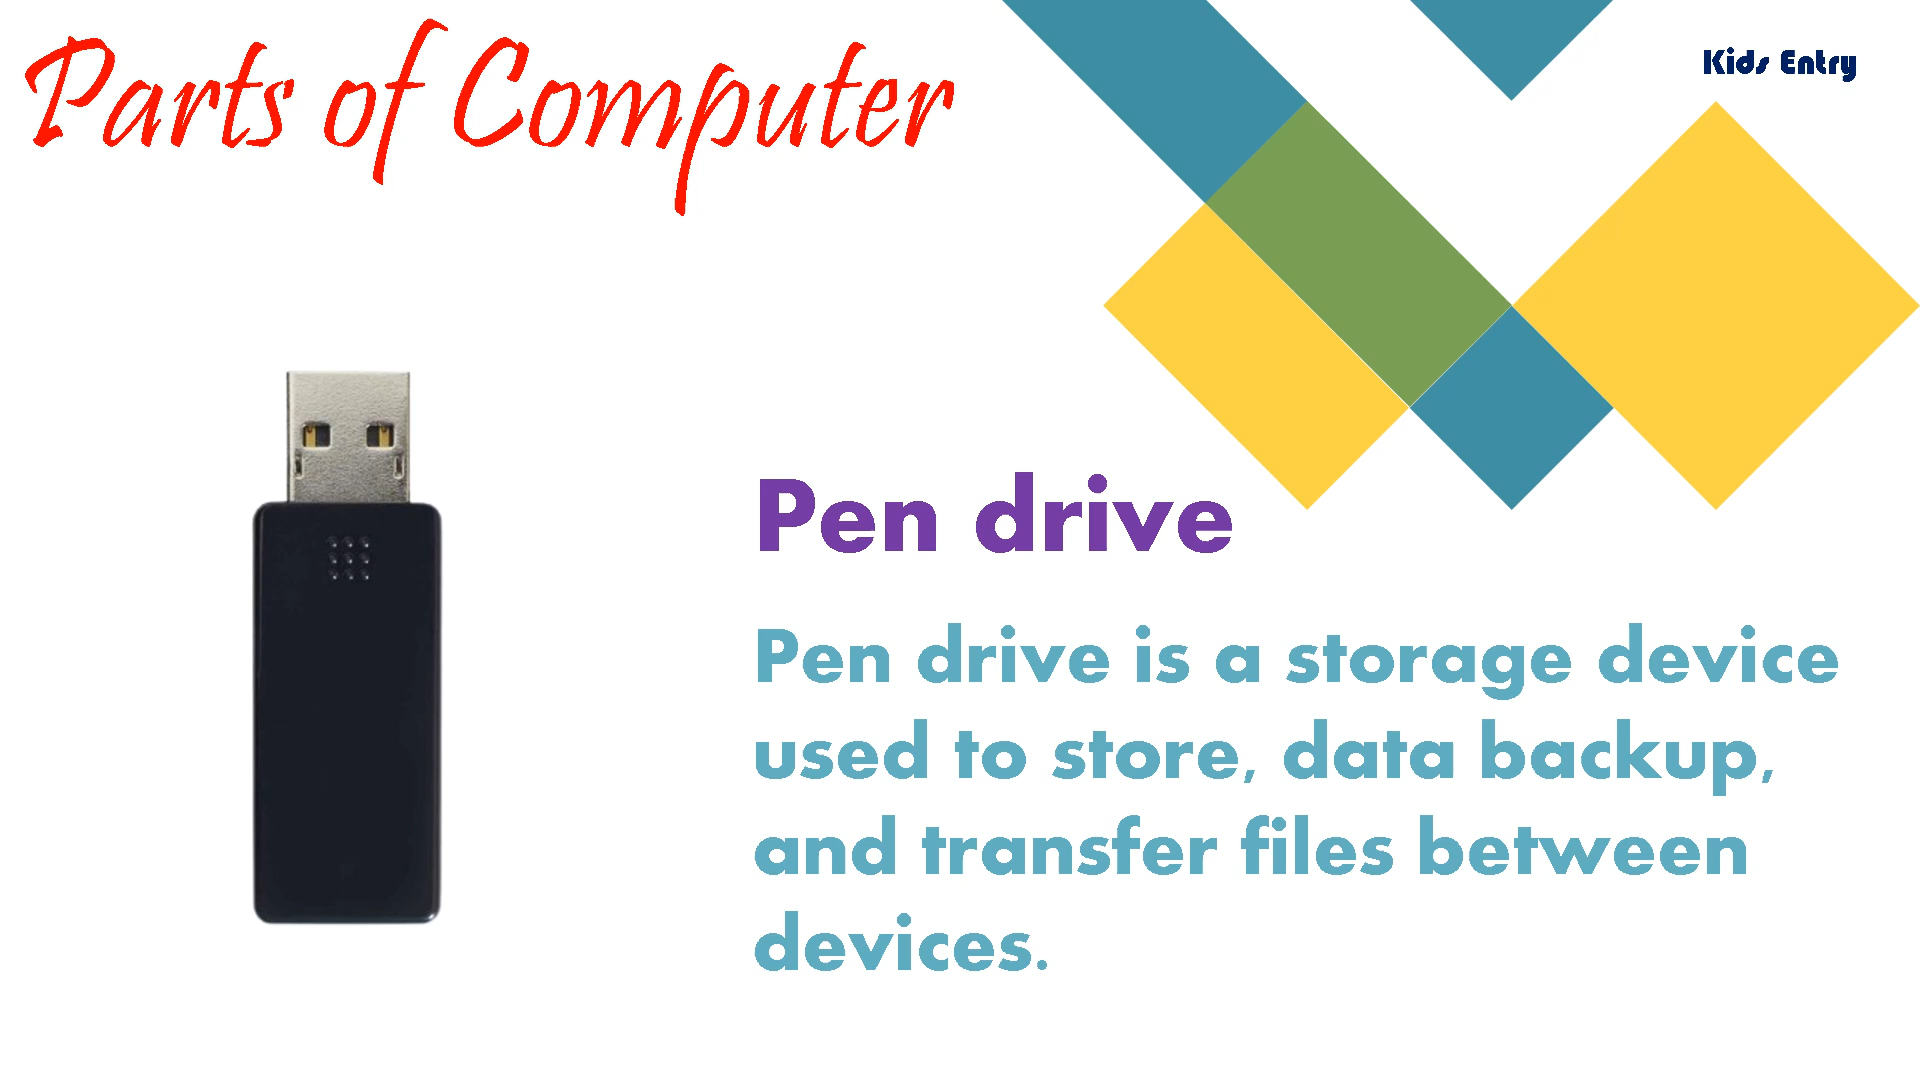 Parts of Computer
Kids Entry
Pen drive
Pen drive is a storage device
used to store, data backup,
and transfer files between
devices.